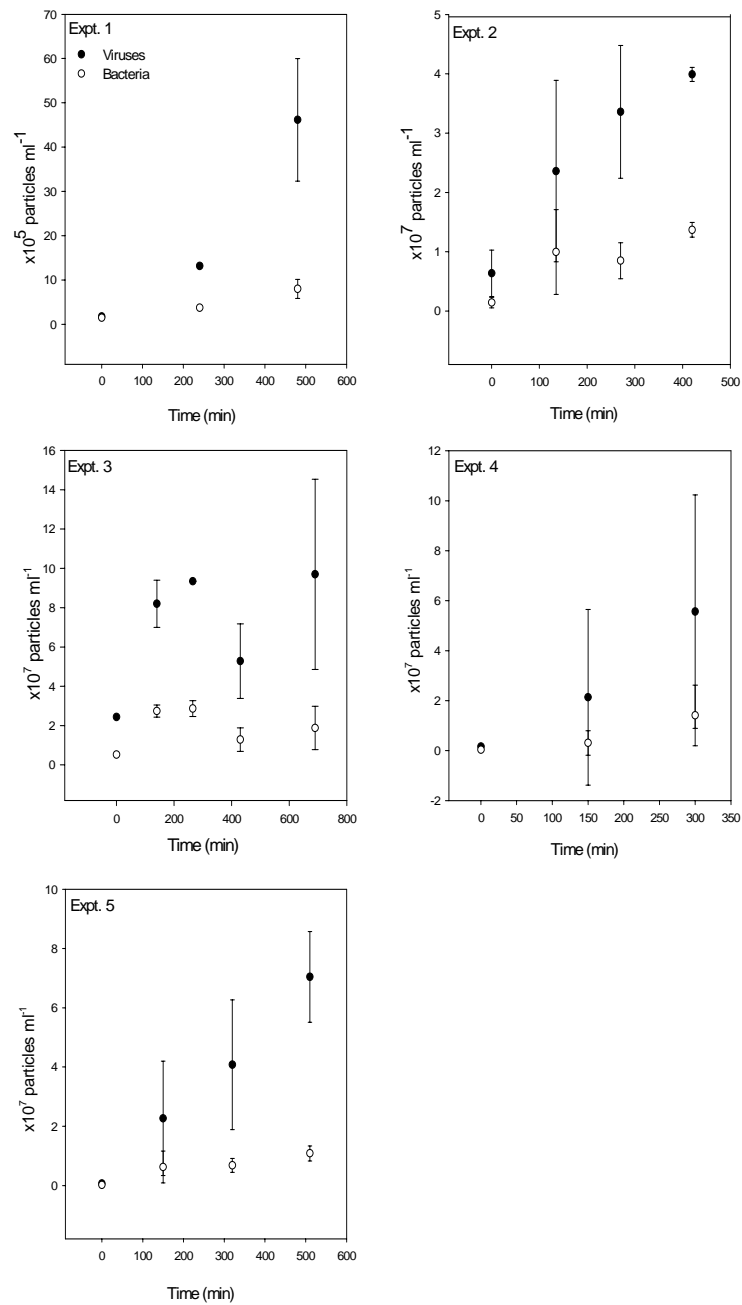 Expt. 1
Viruses
Bacteria
70
60
50
40
30
20
10
0
x10^5 particles ml^-1
0 100 200 300 400 500 600
Time (min)
Expt. 2
5
4
3
2
1
0
x10^7 particles ml^-1
0 100 200 300 400 500
Time (min)
Expt. 3
16
14
12
10
8
6
4
2
0
x10^7 particles ml^-1
0 200 400 600 800
Time (min)
Expt. 4
12
10
8
6
4
2
0
-2
x10^7 particles ml^-1
0 50 100 150 200 250 300 350
Time (min)
Expt. 5
10
8
6
4
2
0
x10^7 particles ml^-1
0 100 200 300 400 500 600
Time (min)